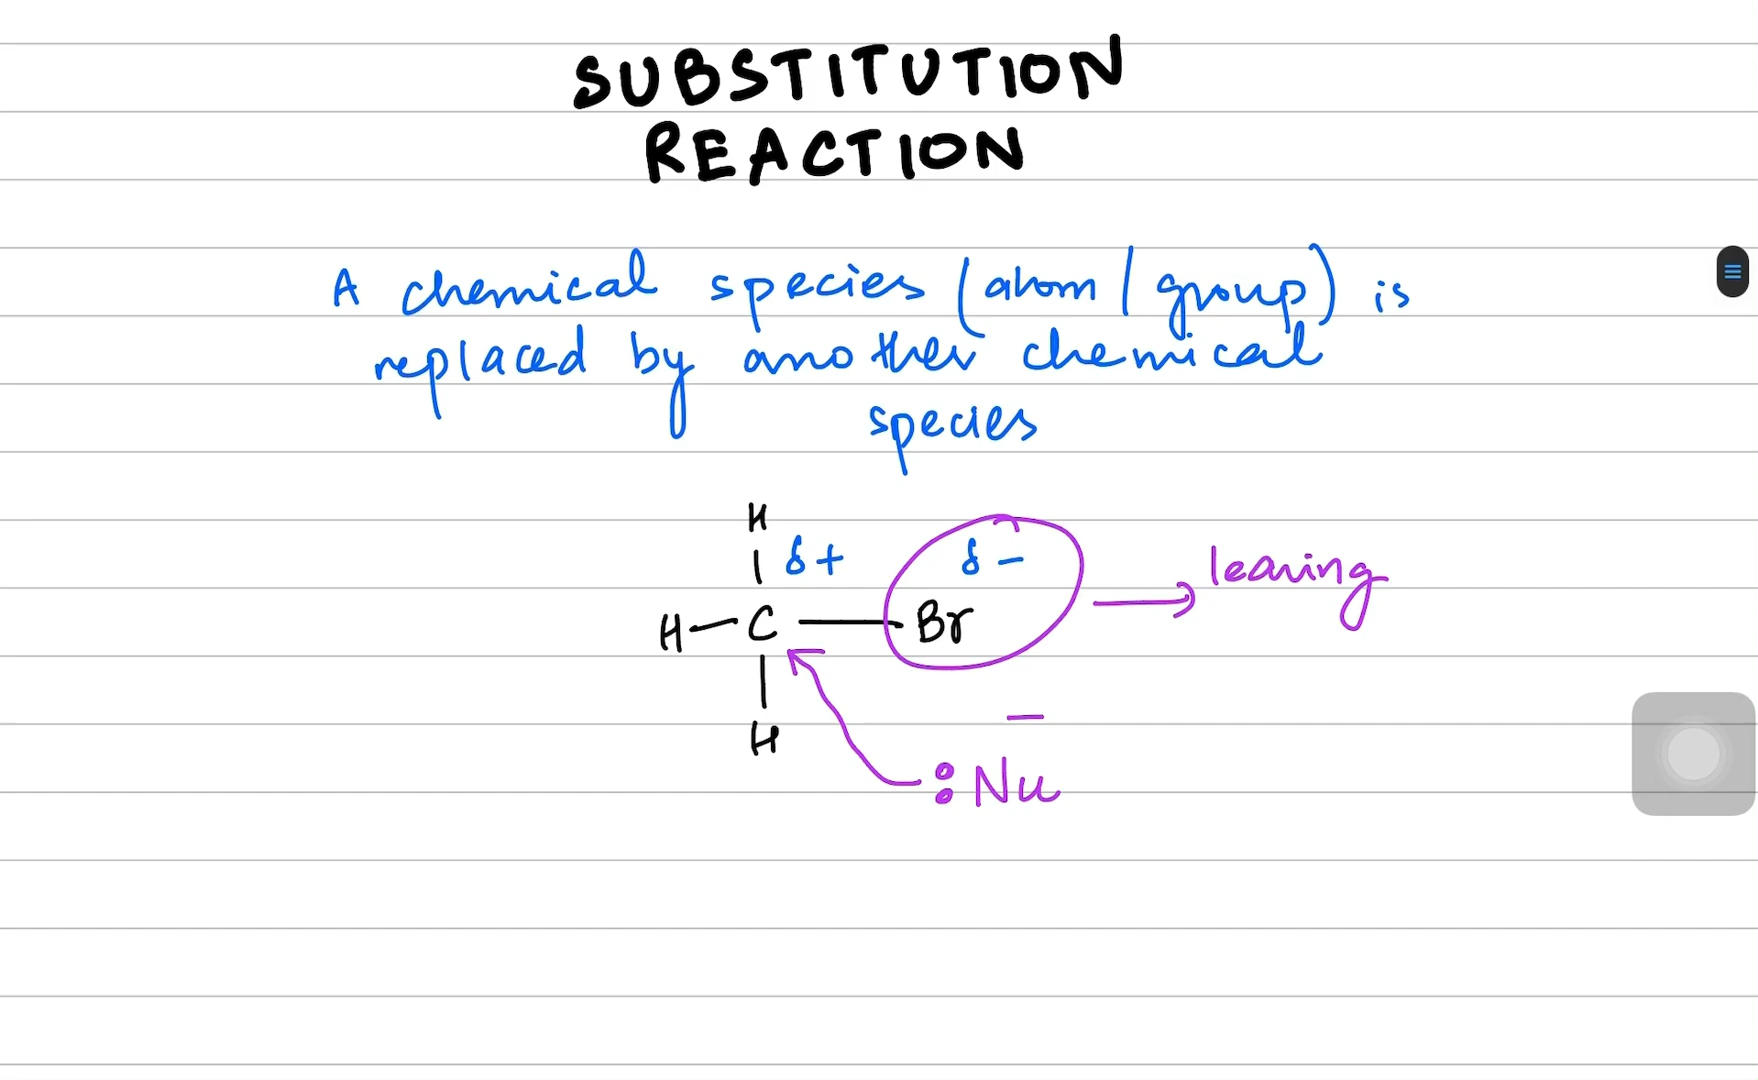 SUBSTITUTION
REACTION
A chemical species (atom/group) is
replaced by another chemical
species
H
δ+ δ-
H-C-Br
leaving
H
:Nu-